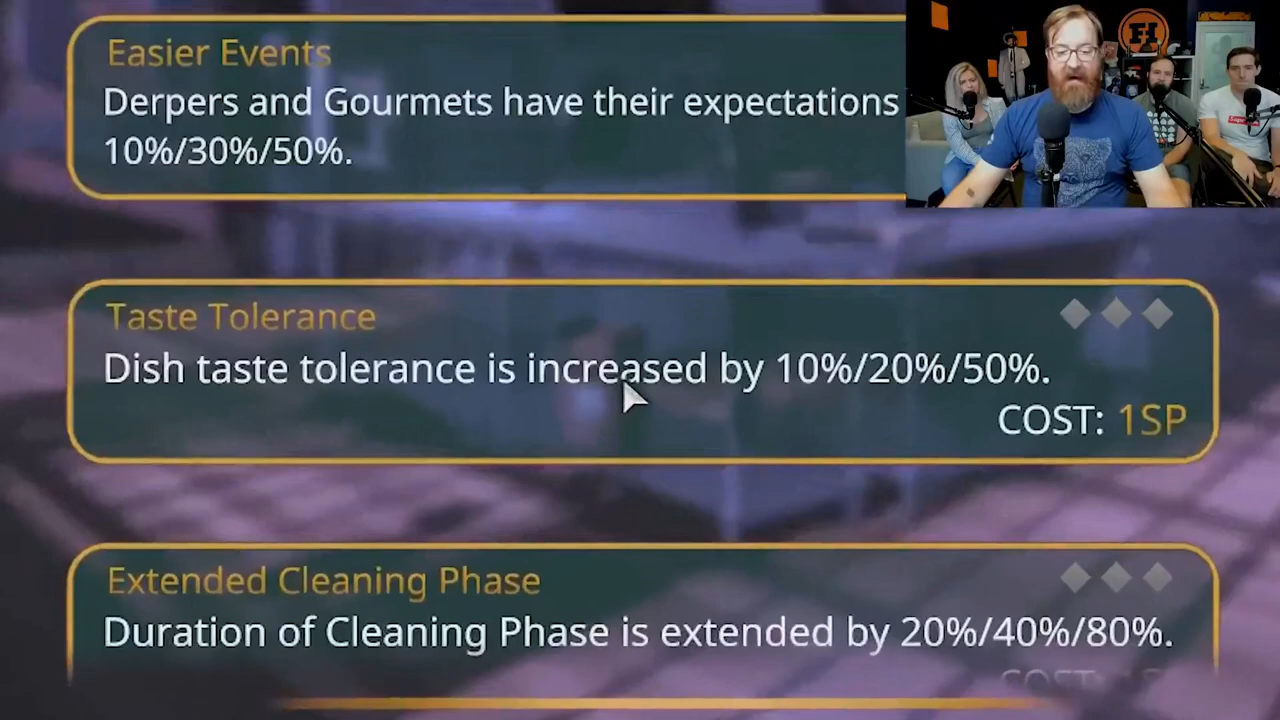 Easier Events
Derpers and Gourmets have their expectations
10%/30%/50%.
Taste Tolerance
Dish taste tolerance is increased by 10%/20%/50%.
COST: 1SP
Extended Cleaning Phase
Duration of Cleaning Phase is extended by 20%/40%/80%.
COST: